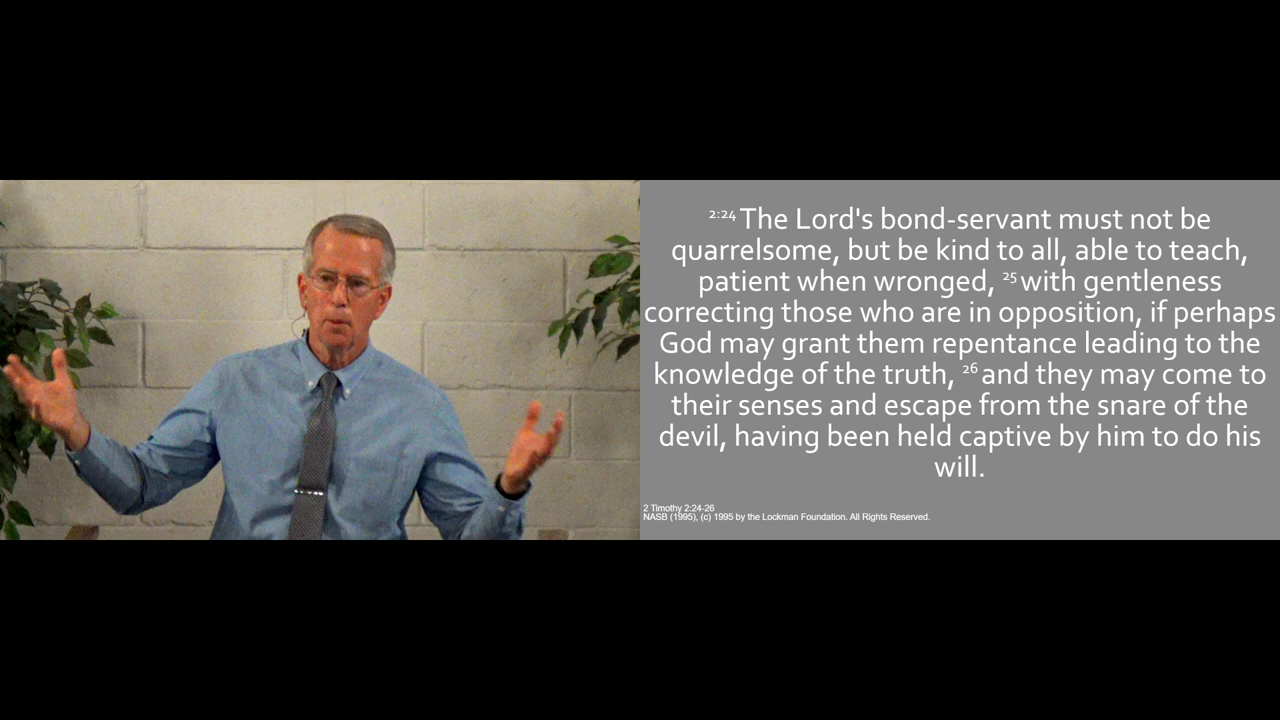 2:24 The Lord's bond-servant must not be
quarrelsome, but be kind to all, able to teach,
patient when wronged, 25 with gentleness
correcting those who are in opposition, if perhaps
God may grant them repentance leading to the
knowledge of the truth, 26 and they may come to
their senses and escape from the snare of the
devil, having been held captive by him to do his
will.
2 Timothy 2:24-26
NASB (1995), (c) 1995 by the Lockman Foundation. All Rights Reserved.